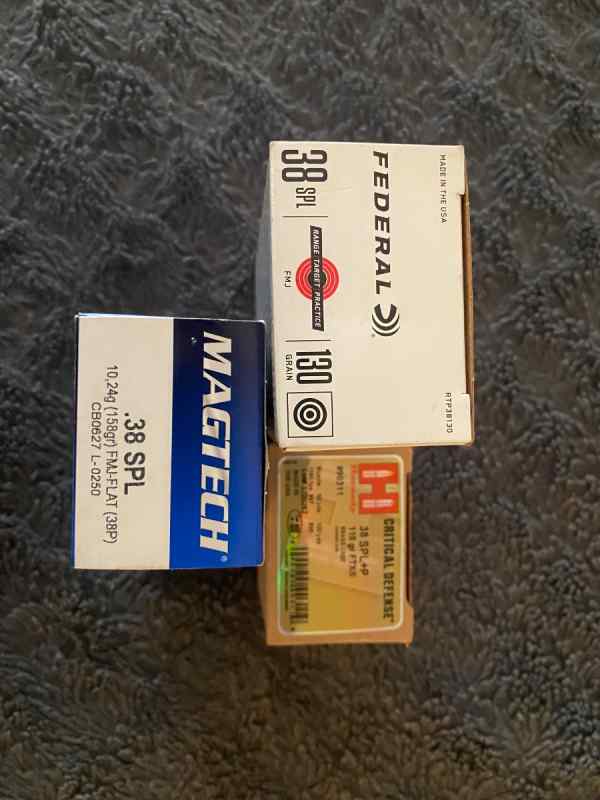 FEDERAL
MADE IN THE USA
38 SPL
RANGE | TARGET | PRACTICE
FMJ
130
GRAIN
RTP38130
MAGTECH®
.38 SPL
10,24g (158gr) FMJ-FLAT (38P)
CB0627 L-0250
CRITICAL DEFENSE®
38 SPL+P
110 gr FTX®
#90311